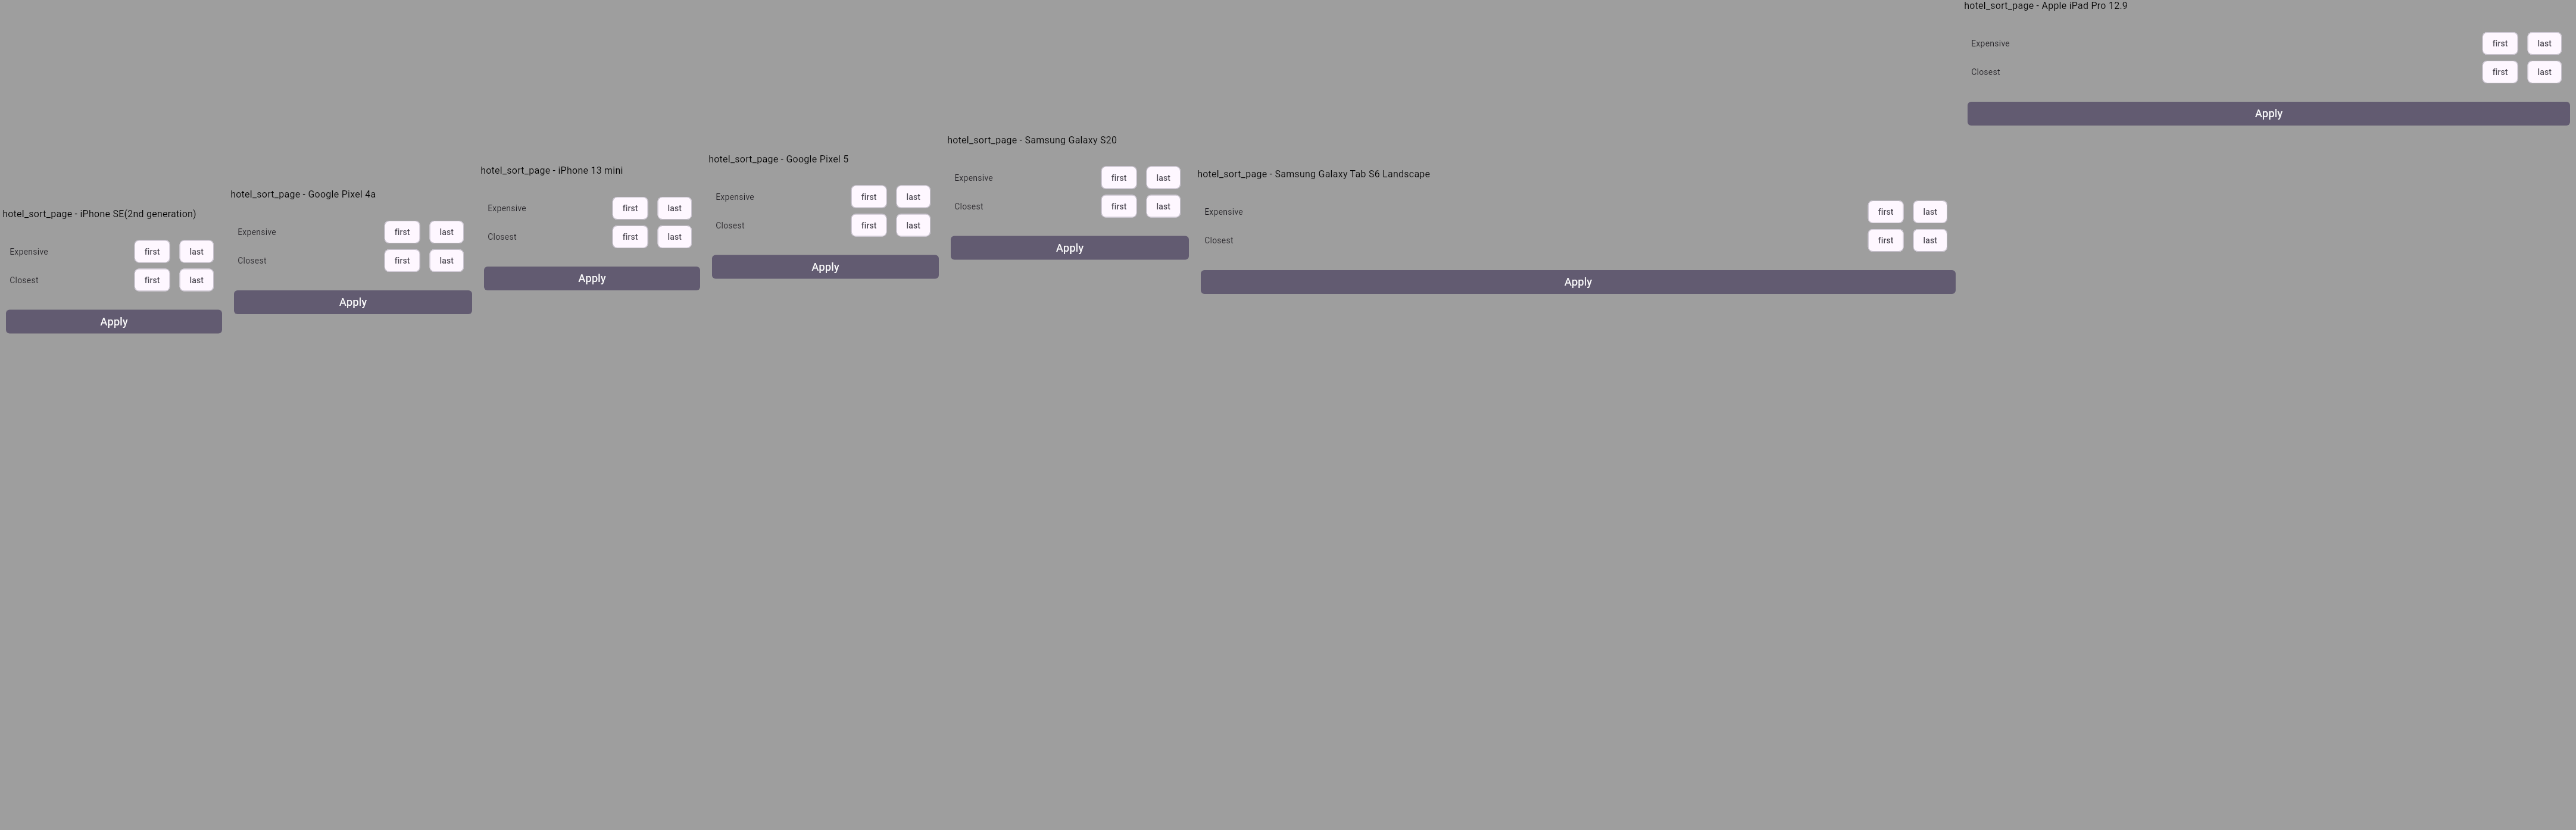 hotel_sort_page - iPhone SE(2nd generation)
Expensive first last
Closest first last
Apply
hotel_sort_page - Google Pixel 4a
Expensive first last
Closest first last
Apply
hotel_sort_page - iPhone 13 mini
Expensive first last
Closest first last
Apply
hotel_sort_page - Google Pixel 5
Expensive first last
Closest first last
Apply
hotel_sort_page - Samsung Galaxy S20
Expensive first last
Closest first last
Apply
hotel_sort_page - Samsung Galaxy Tab S6 Landscape
Expensive first last
Closest first last
Apply
hotel_sort_page - Apple iPad Pro 12.9
Expensive first last
Closest first last
Apply